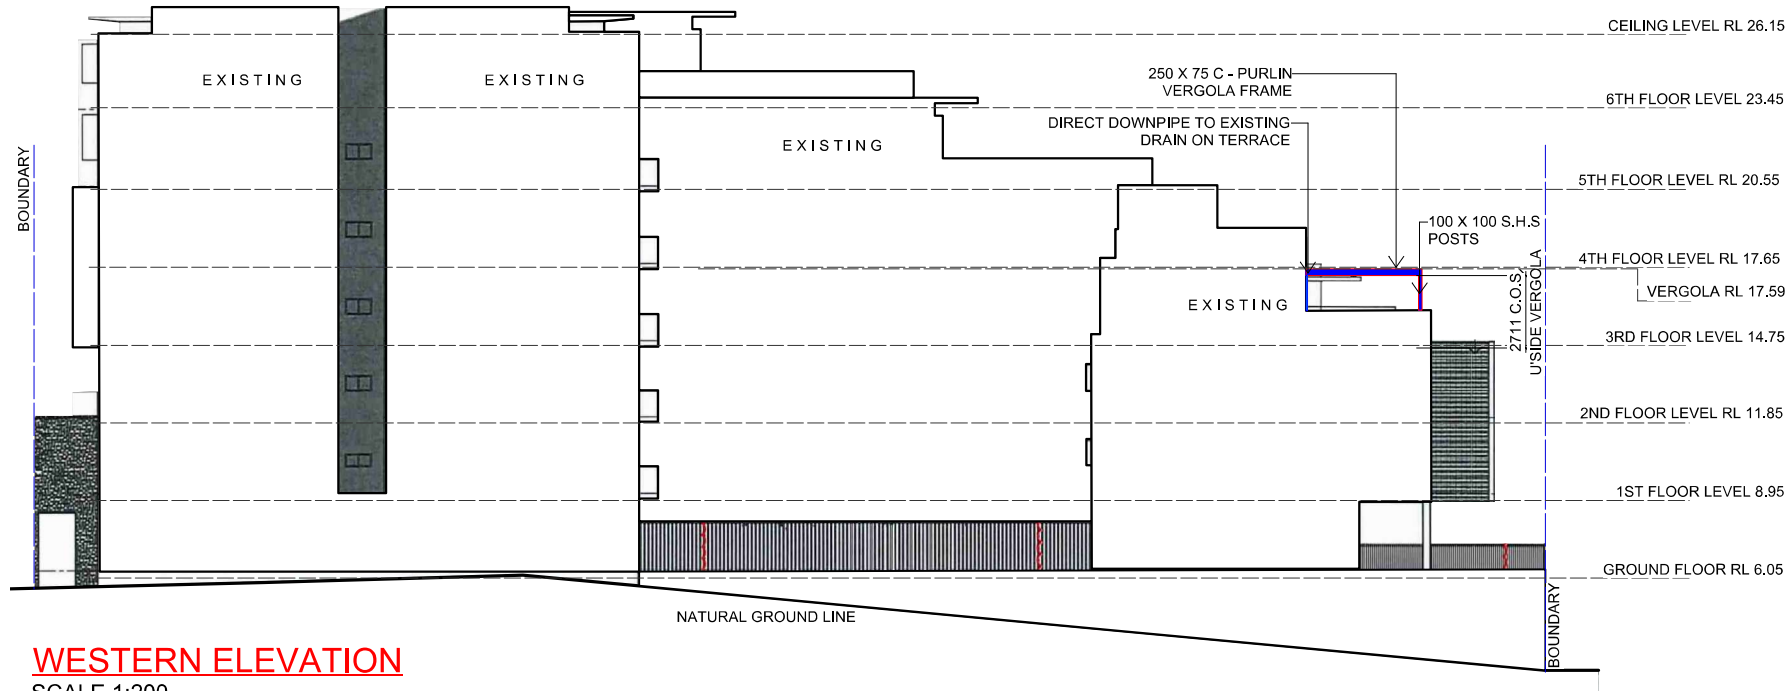 CEILING LEVEL RL 26.15
EXISTING
EXISTING
250 X 75 C - PURLIN
VERGOLA FRAME
6TH FLOOR LEVEL 23.45
DIRECT DOWNPIPE TO EXISTING
DRAIN ON TERRACE
EXISTING
BOUNDARY
5TH FLOOR LEVEL RL 20.55
100 X 100 S.H.S
POSTS
4TH FLOOR LEVEL RL 17.65
VERGOLA RL 17.59
EXISTING
2711 C.O.S.
U'SIDE VERGOLA
3RD FLOOR LEVEL 14.75
2ND FLOOR LEVEL RL 11.85
1ST FLOOR LEVEL 8.95
GROUND FLOOR RL 6.05
NATURAL GROUND LINE
BOUNDARY
WESTERN ELEVATION
SCALE 1:200